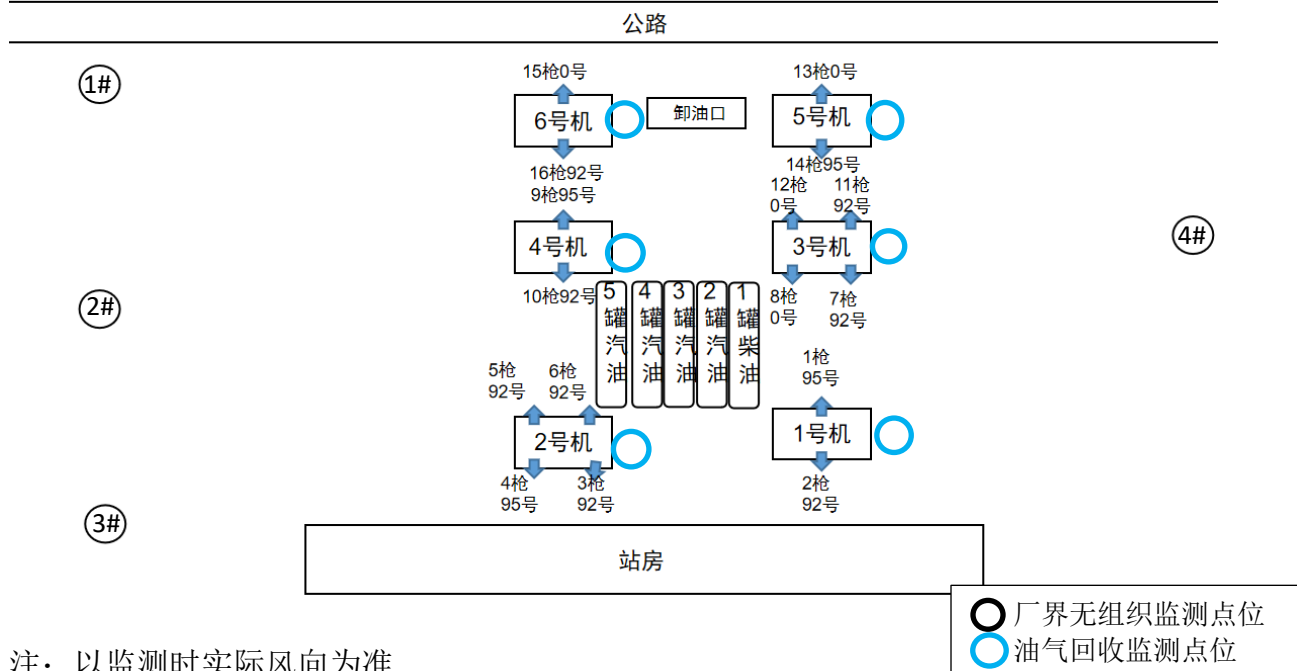 公路
1#
15枪0号
13枪0号
6号机
卸油口
5号机
16枪92号
14枪95号
9枪95号
12枪
0号
11枪
92号
4号机
3号机
4#
10枪92号
8枪
0号
7枪
92号
2#
5罐汽油
4罐汽油
3罐汽油
2罐汽油
1罐柴油
5枪
92号
6枪
92号
1枪
95号
2号机
1号机
4枪
95号
3枪
92号
2枪
92号
3#
站房
厂界无组织监测点位
油气回收监测点位
注：以监测时实际风向为准